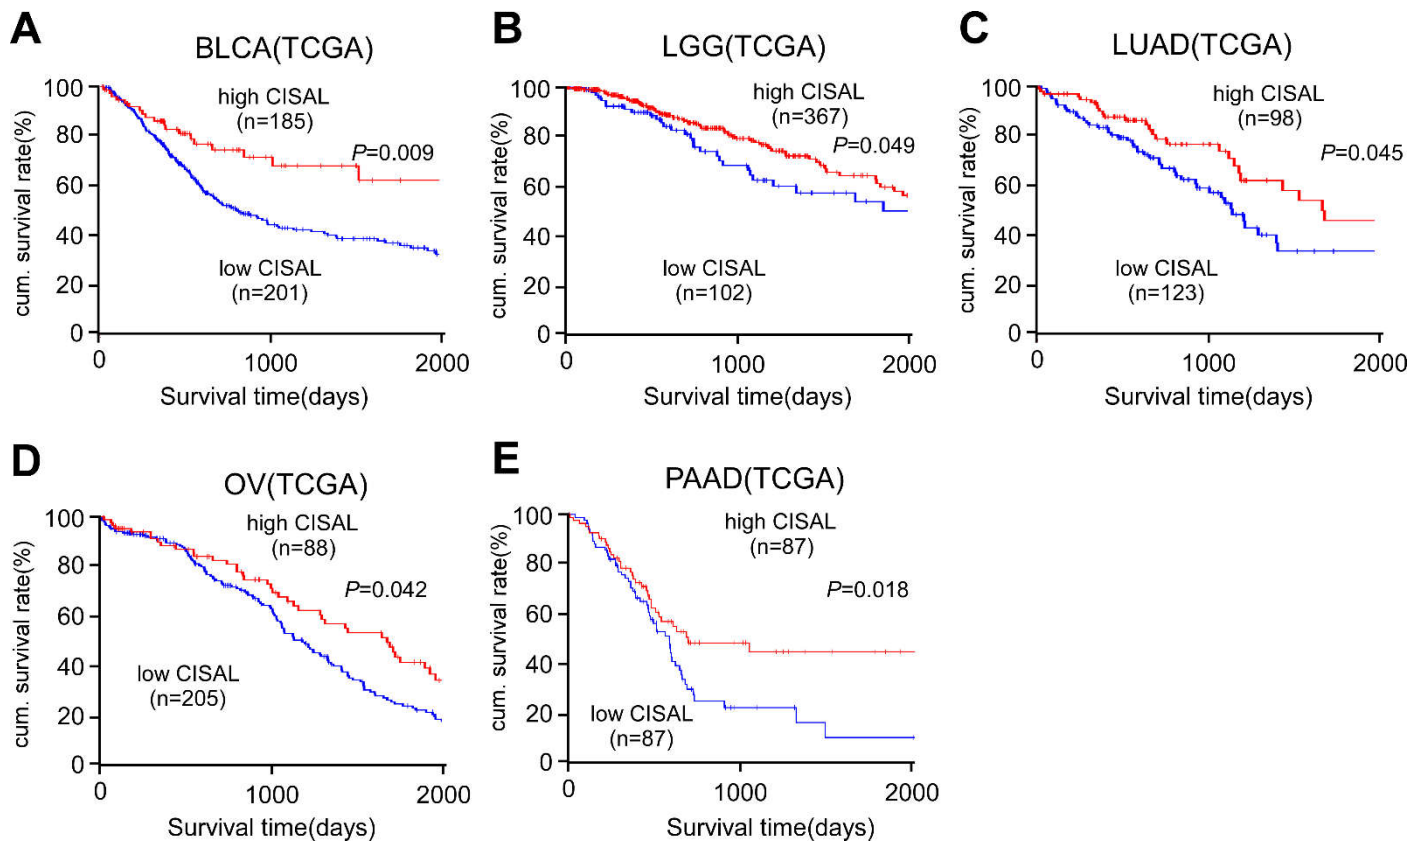 A
BLCA(TCGA)
cum. survival rate(%)
100
80
60
40
20
0
high CISAL
(n=185)
P=0.009
low CISAL
(n=201)
0
1000
2000
Survival time(days)
B
LGG(TCGA)
cum. survival rate(%)
100
80
60
40
20
0
high CISAL
(n=367)
P=0.049
low CISAL
(n=102)
0
1000
2000
Survival time(days)
C
LUAD(TCGA)
cum. survival rate(%)
100
80
60
40
20
0
high CISAL
(n=98)
P=0.045
low CISAL
(n=123)
0
1000
2000
Survival time(days)
D
OV(TCGA)
cum. survival rate(%)
100
80
60
40
20
0
high CISAL
(n=88)
P=0.042
low CISAL
(n=205)
0
1000
2000
Survival time(days)
E
PAAD(TCGA)
cum. survival rate(%)
100
80
60
40
20
0
high CISAL
(n=87)
P=0.018
low CISAL
(n=87)
0
1000
2000
Survival time(days)